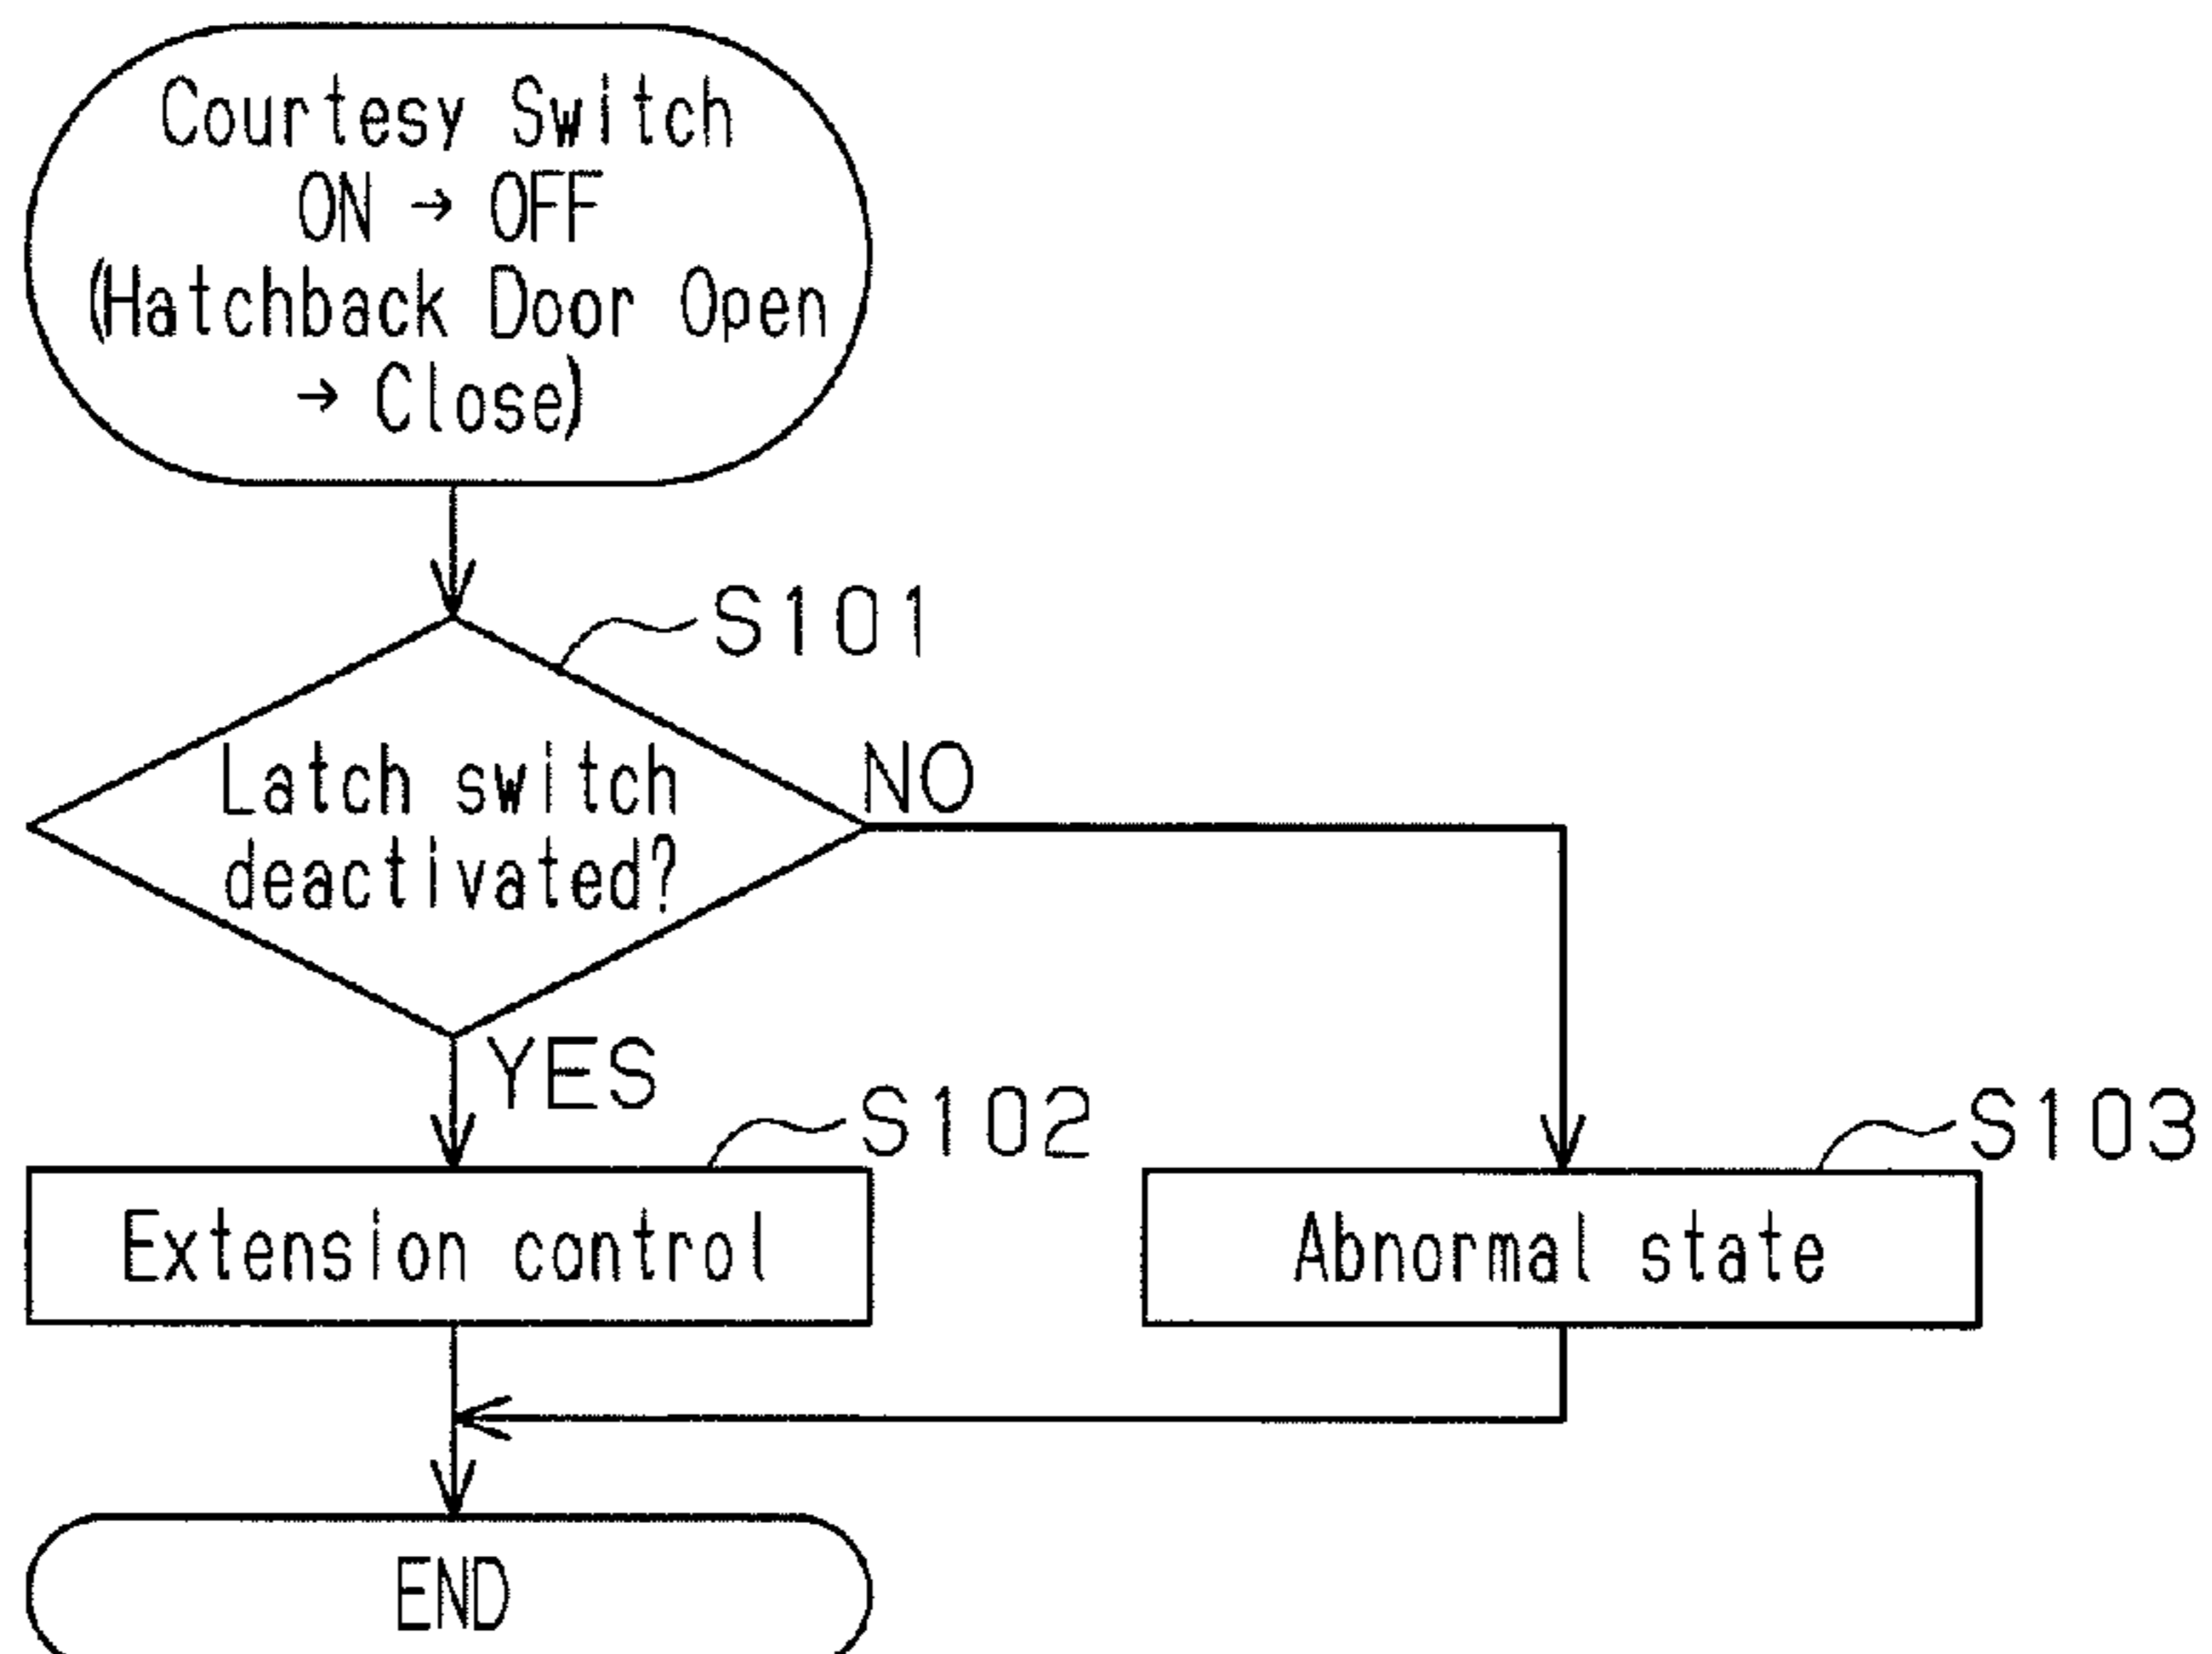 Courtesy Switch
ON → OFF
(Hatchback Door Open
→ Close)
S101
Latch switch
deactivated?
NO
YES
S102
S103
Extension control
Abnormal state
END